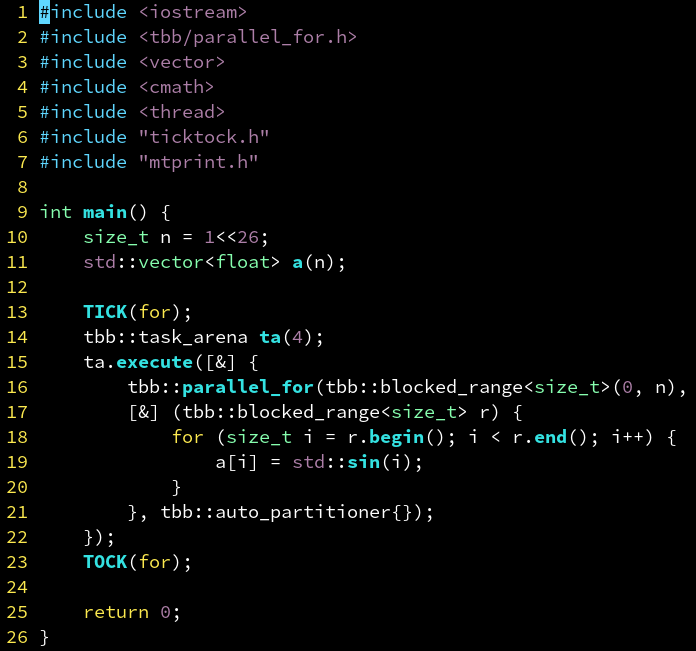 1 #include <iostream>
2 #include <tbb/parallel_for.h>
3 #include <vector>
4 #include <cmath>
5 #include <thread>
6 #include "ticktock.h"
7 #include "mtprint.h"
8
9 int main() {
10     size_t n = 1<<26;
11     std::vector<float> a(n);
12
13     TICK(for);
14     tbb::task_arena ta(4);
15     ta.execute([&] {
16         tbb::parallel_for(tbb::blocked_range<size_t>(0, n),
17         [&] (tbb::blocked_range<size_t> r) {
18             for (size_t i = r.begin(); i < r.end(); i++) {
19                 a[i] = std::sin(i);
20             }
21         }, tbb::auto_partitioner{});
22     });
23     TOCK(for);
24
25     return 0;
26 }